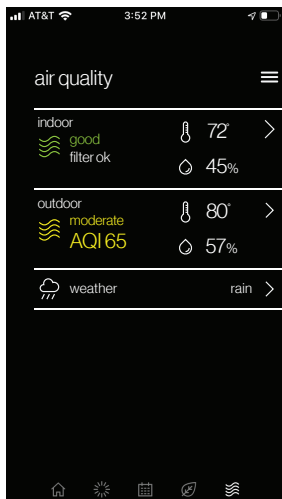 AT&T 3:52 PM
air quality
indoor
good
filter ok
72°
45%
outdoor
moderate
AQI 65
80°
57%
weather rain